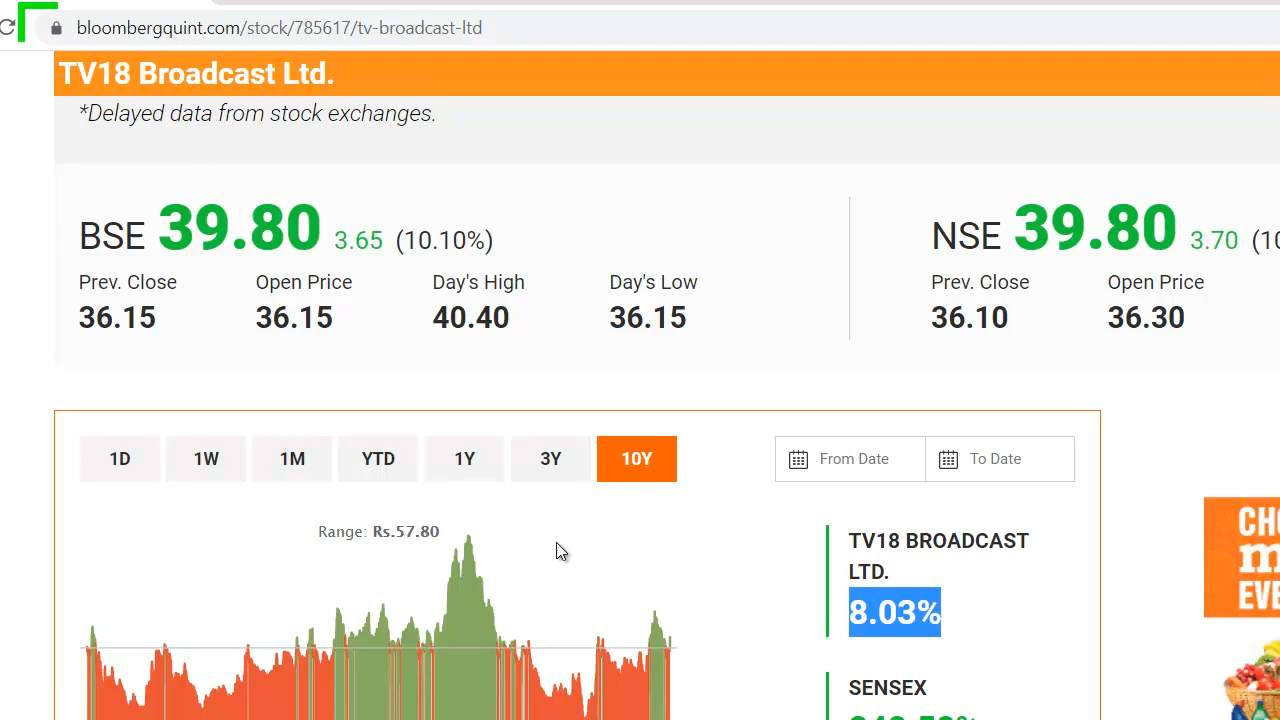 bloombergquint.com/stock/785617/tv-broadcast-ltd
TV18 Broadcast Ltd.
*Delayed data from stock exchanges.
BSE 39.80 3.65 (10.10%)
NSE 39.80 3.70 (10
Prev. Close Open Price Day's High Day's Low
36.15 36.15 40.40 36.15
Prev. Close Open Price
36.10 36.30
1D 1W 1M YTD 1Y 3Y 10Y
From Date To Date
Range: Rs.57.80
TV18 BROADCAST
LTD.
8.03%
SENSEX